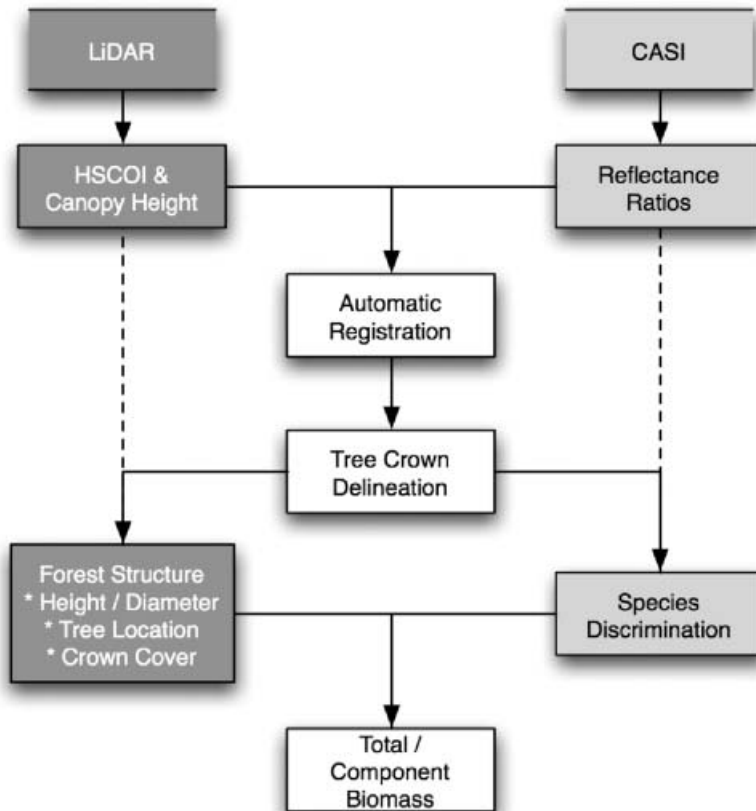 LiDAR
CASI
HSCOI &
Canopy Height
Reflectance
Ratios
Automatic
Registration
Tree Crown
Delineation
Forest Structure
* Height / Diameter
* Tree Location
* Crown Cover
Species
Discrimination
Total /
Component
Biomass